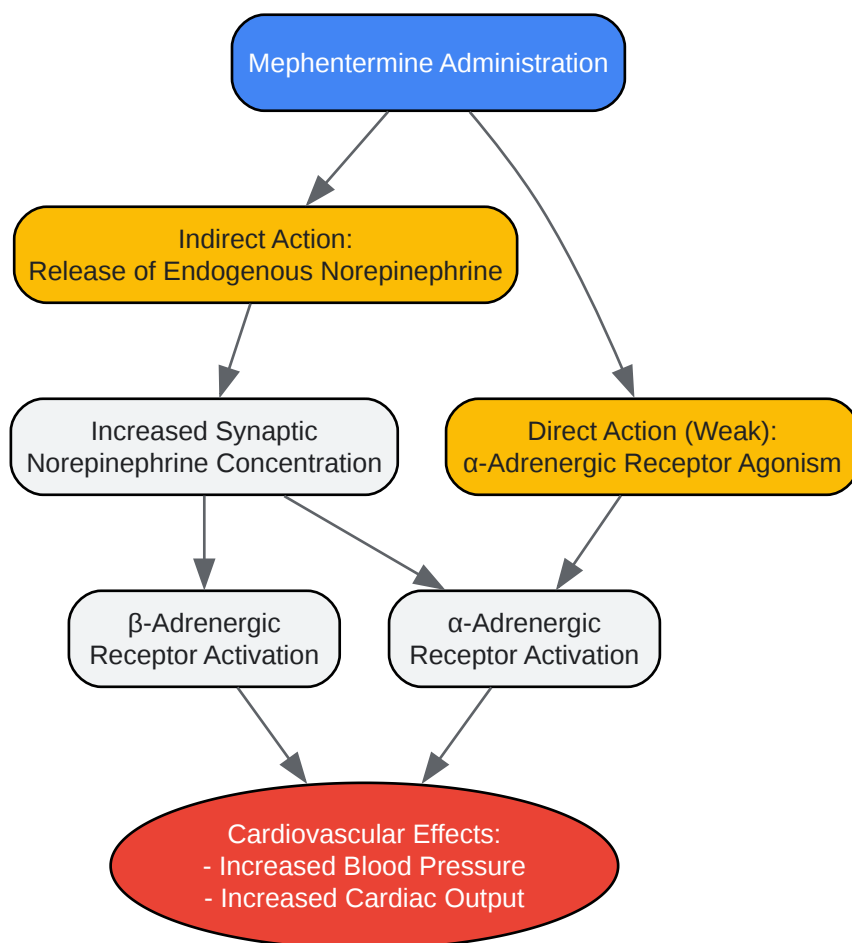 Mephentermine Administration
Indirect Action:
Release of Endogenous Norepinephrine
Increased Synaptic
Norepinephrine Concentration
Direct Action (Weak):
α-Adrenergic Receptor Agonism
β-Adrenergic
Receptor Activation
α-Adrenergic
Receptor Activation
Cardiovascular Effects:
- Increased Blood Pressure
- Increased Cardiac Output